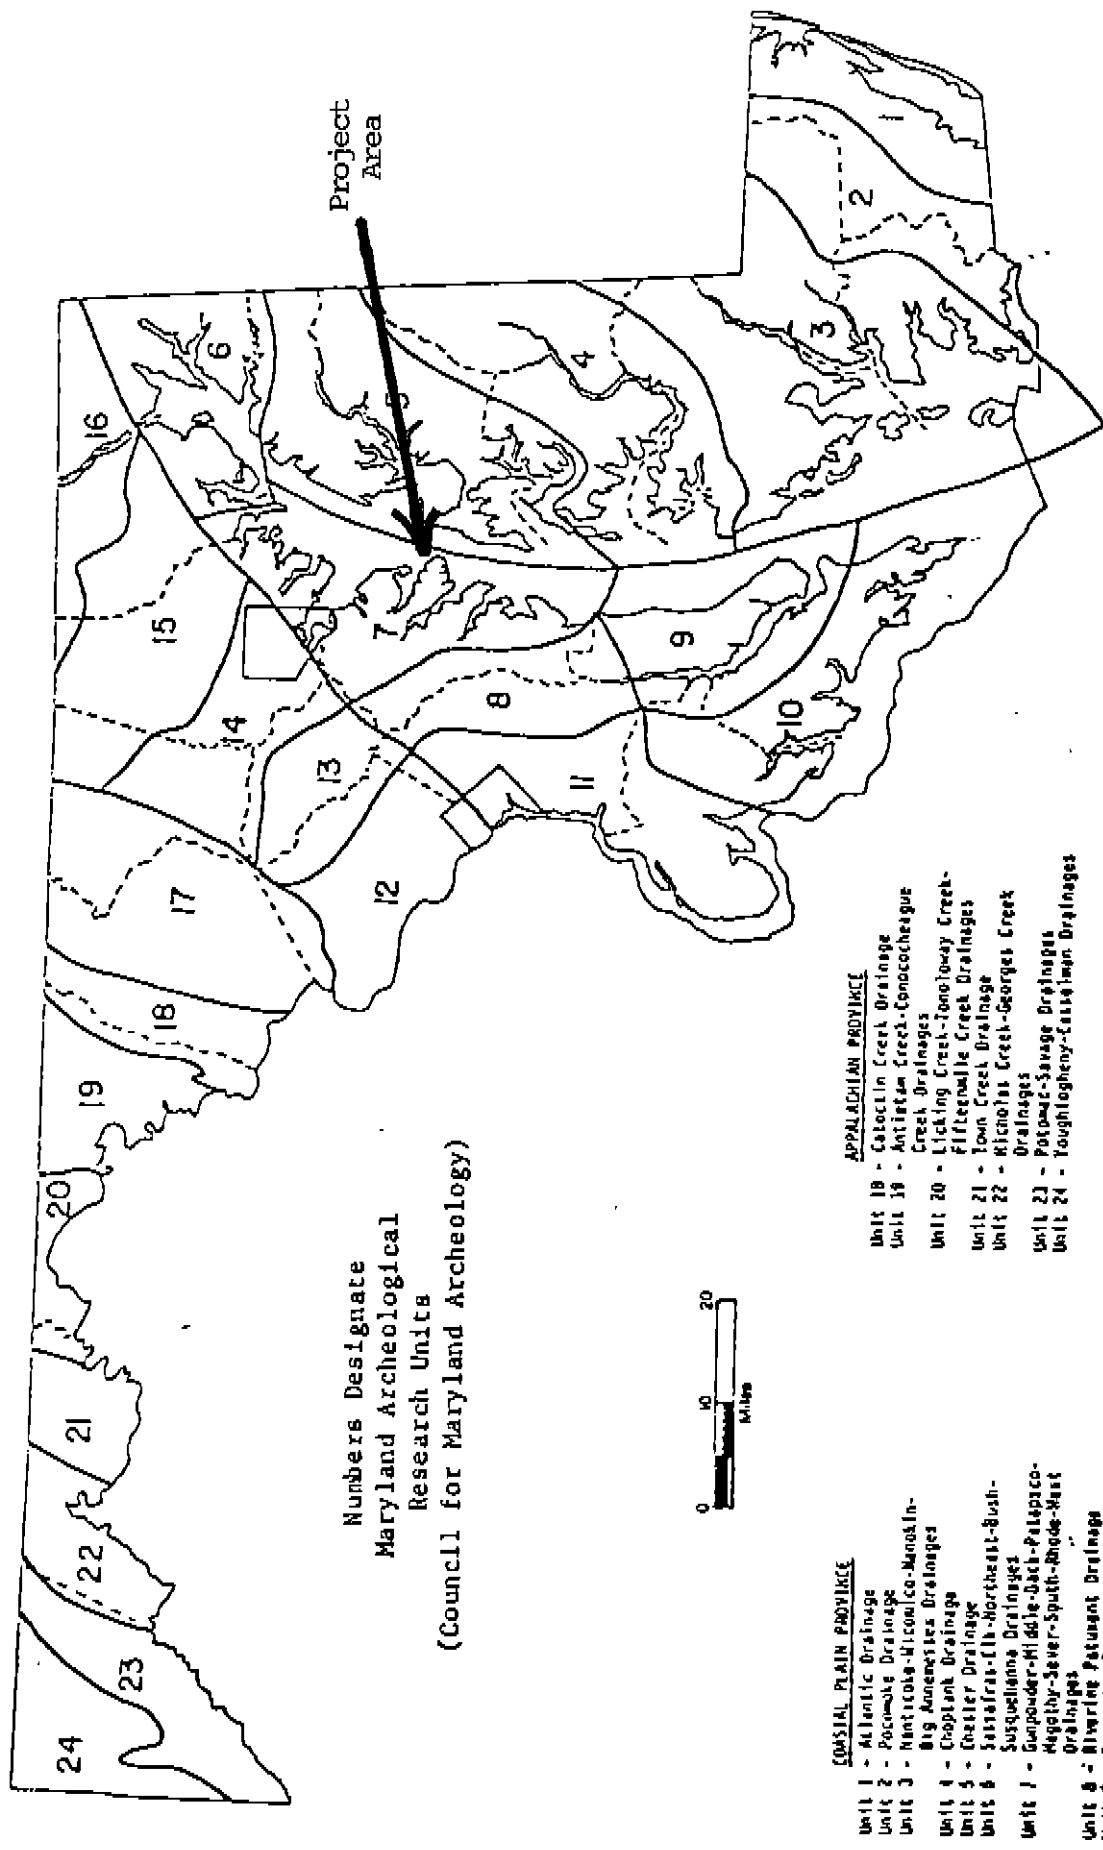 Project
Area
1
2
3
4
5
6
7
8
9
10
11
12
13
14
15
16
17
18
19
20
21
22
23
24
Numbers Designate
Maryland Archeological
Research Units
(Council for Maryland Archeology)
0 10 20
Miles
COASTAL PLAIN PROVINCE
Unit 1 - Atlantic Drainage
Unit 2 - Pocomoke Drainage
Unit 3 - Nanticoke-Wicomico-Manokin-
Big Annemessex Drainages
Unit 4 - Choptank Drainage
Unit 5 - Chester Drainage
Unit 6 - Sassafras-Elk-Northeast-Bush-
Susquehanna Drainages
Unit 7 - Gunpowder-Middle-Back-Patapsco-
Magothy-Sever-South-Rhode-West
Drainages
Unit 8 - Riverine Patuxent Drainage
APPALACHIAN PROVINCE
Unit 18 - Catoctin Creek Drainage
Unit 19 - Antietam Creek-Conococheague
Creek Drainages
Unit 20 - Licking Creek-Tonoloway Creek-
Fifteenmile Creek Drainages
Unit 21 - Town Creek Drainage
Unit 22 - Nicholas Creek-Georges Creek
Drainages
Unit 23 - Potomac-Savage Drainages
Unit 24 - Youghiogheny-Casselman Drainages